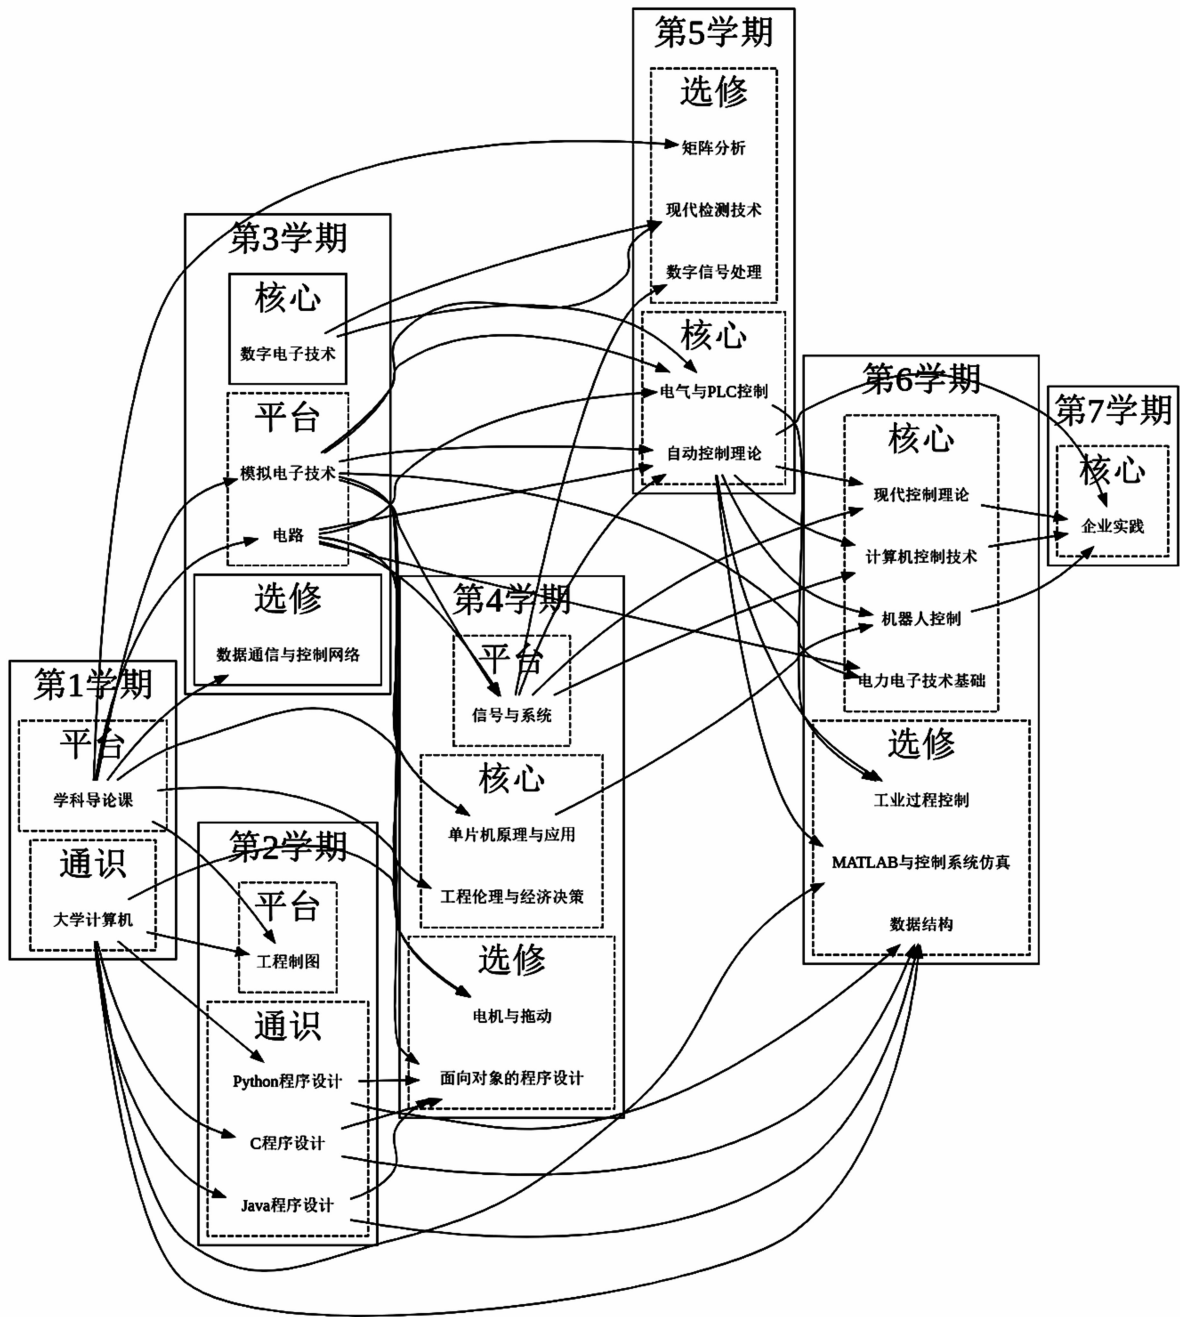 第1学期
平台
学科导论课
通识
大学计算机
第2学期
平台
工程制图
通识
Python程序设计
C程序设计
Java程序设计
第3学期
核心
数字电子技术
平台
模拟电子技术
电路
选修
数据通信与控制网络
第4学期
平台
信号与系统
核心
单片机原理与应用
工程伦理与经济决策
选修
电机与拖动
面向对象的程序设计
第5学期
选修
矩阵分析
现代检测技术
数字信号处理
核心
电气与PLC控制
自动控制理论
第6学期
核心
现代控制理论
计算机控制技术
机器人控制
电力电子技术基础
选修
工业过程控制
MATLAB与控制系统仿真
数据结构
第7学期
核心
企业实践